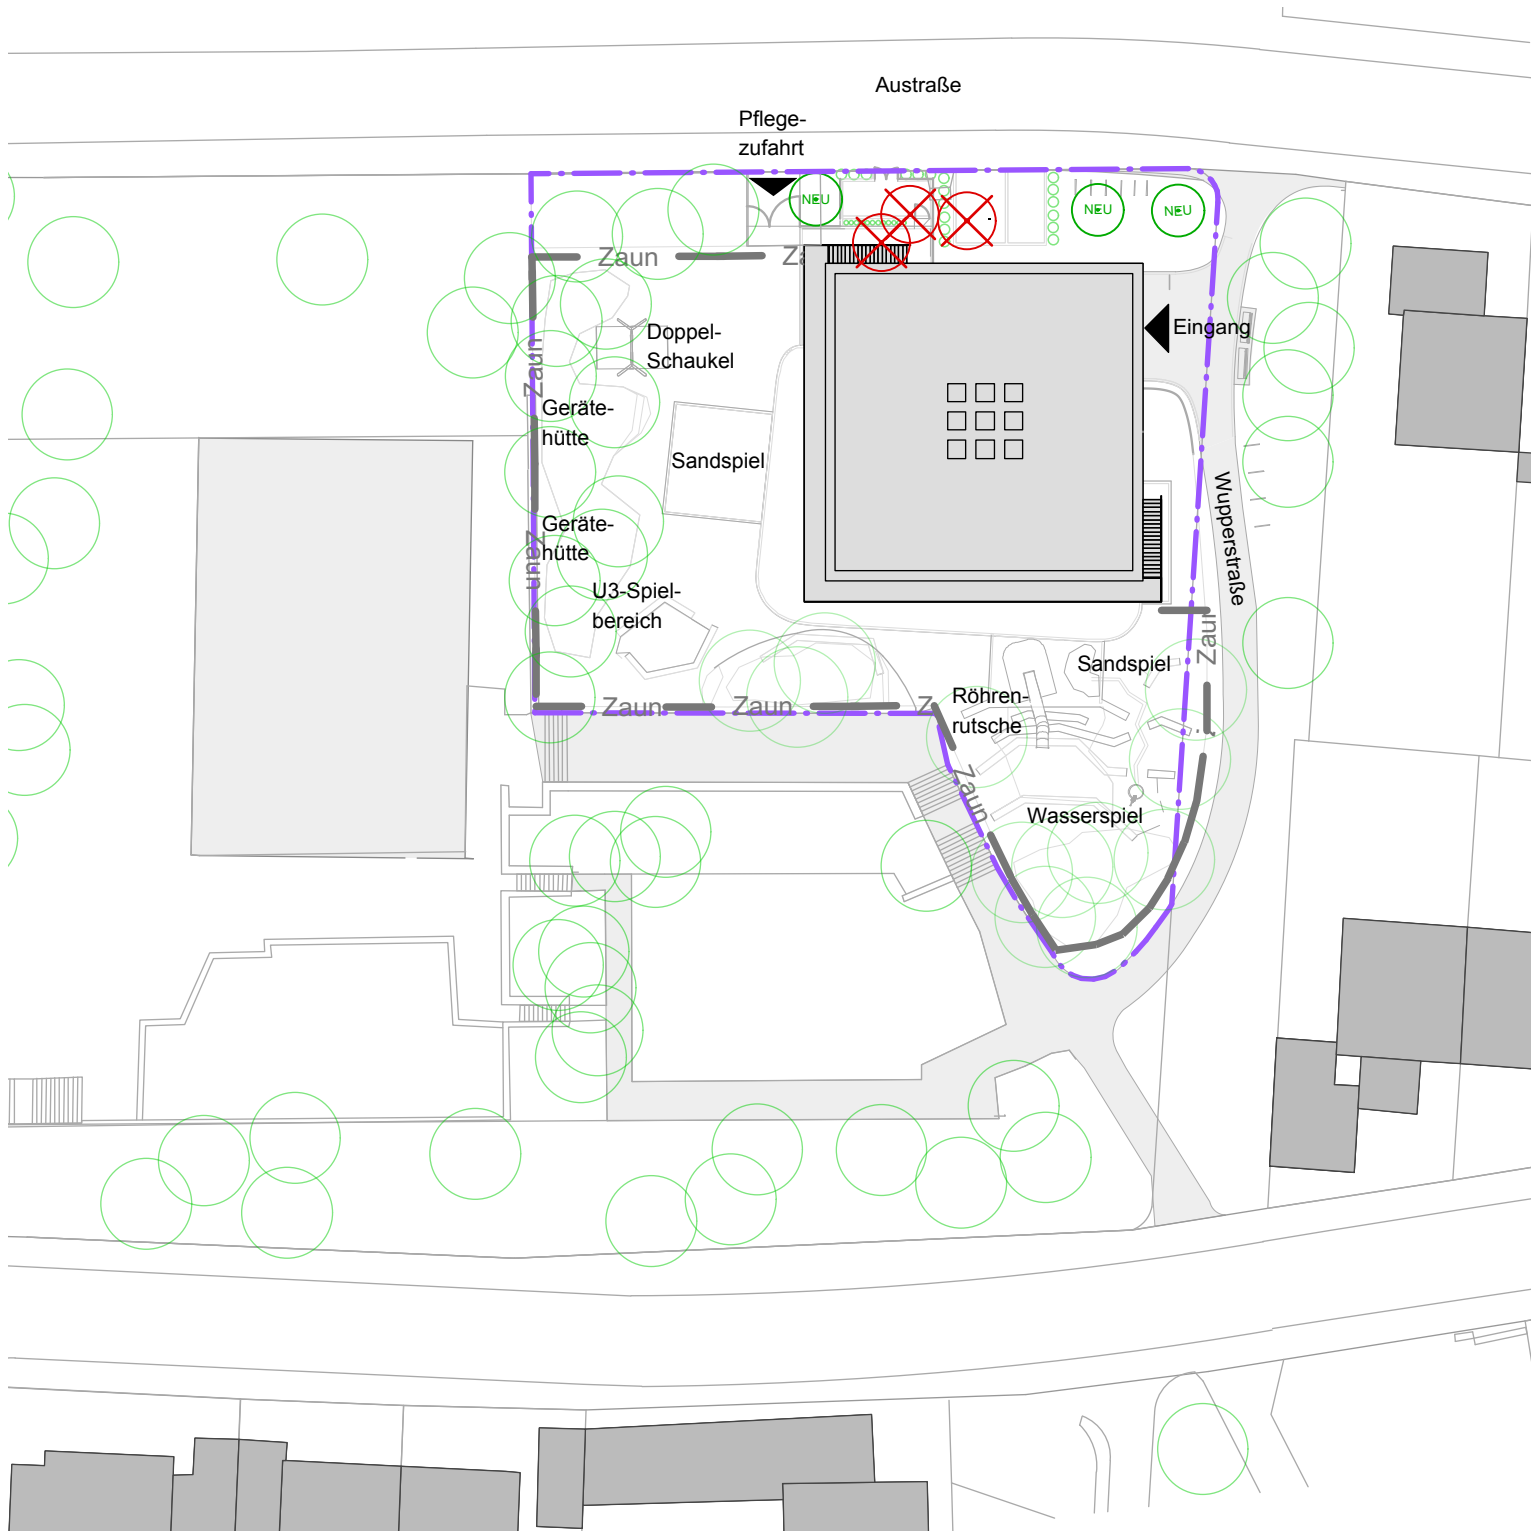 Austraße
Pflege-
zufahrt
NEU
NEU
NEU
Zaun
Za
Doppel-
Schaukel
Eingang
Zaun
Geräte-
hütte
Sandspiel
Wupperstraße
Geräte-
hütte
Zaun
U3-Spiel-
bereich
Zaun
Sandspiel
Röhren-
rutsche
Zaun
Zaun
Z
Zaun
Wasserspiel